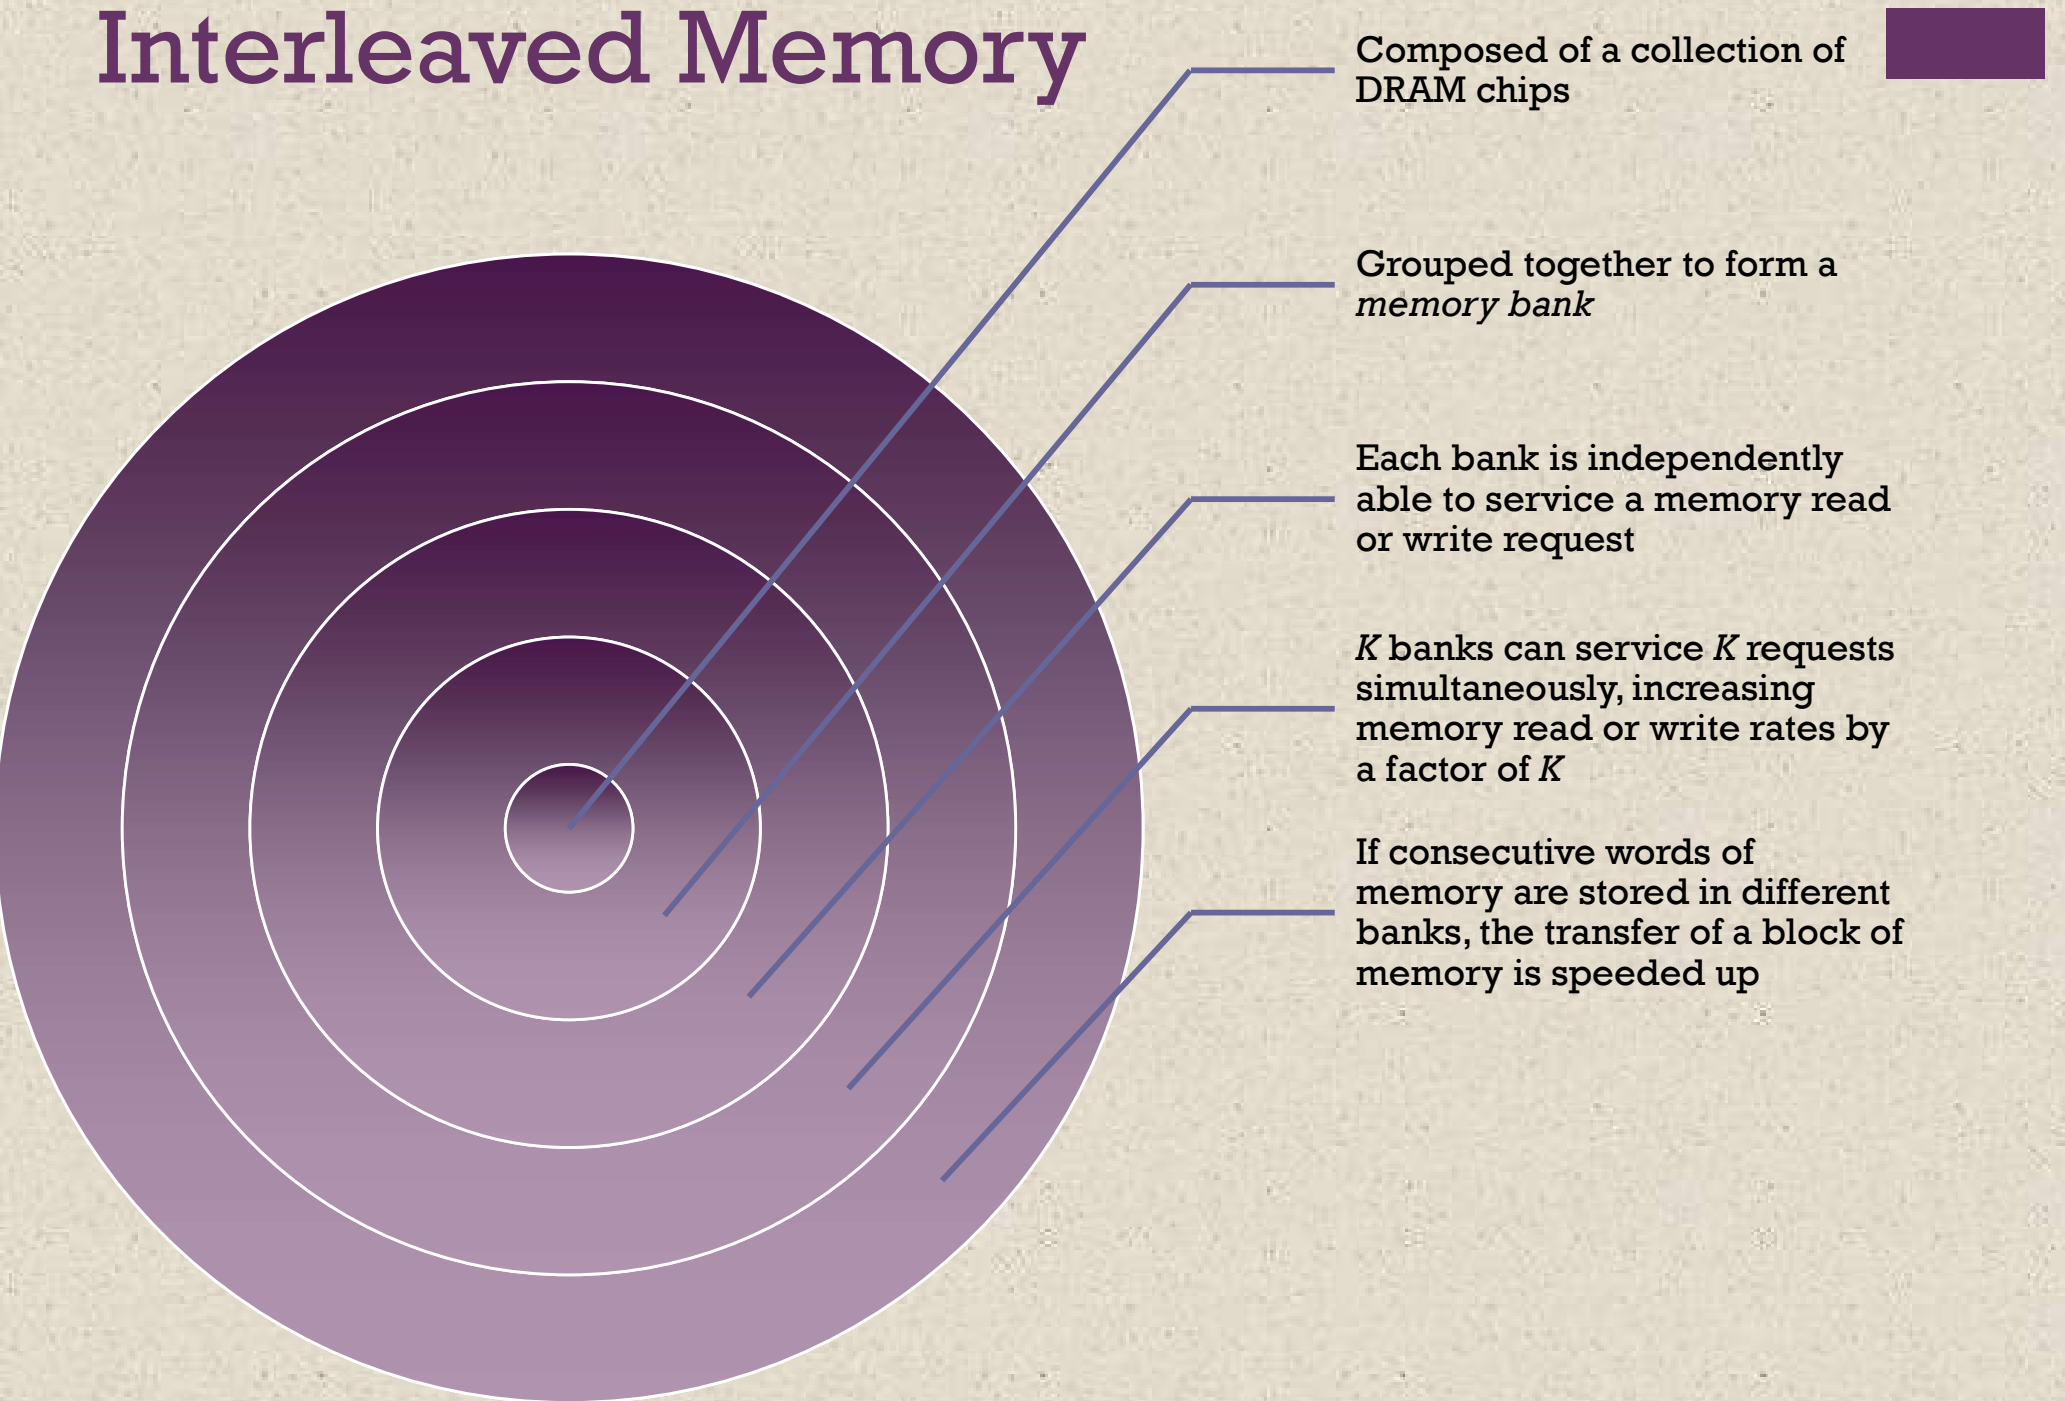 Interleaved Memory
Composed of a collection of
DRAM chips
Grouped together to form a
memory bank
Each bank is independently
able to service a memory read
or write request
K banks can service K requests
simultaneously, increasing
memory read or write rates by
a factor of K
If consecutive words of
memory are stored in different
banks, the transfer of a block of
memory is speeded up